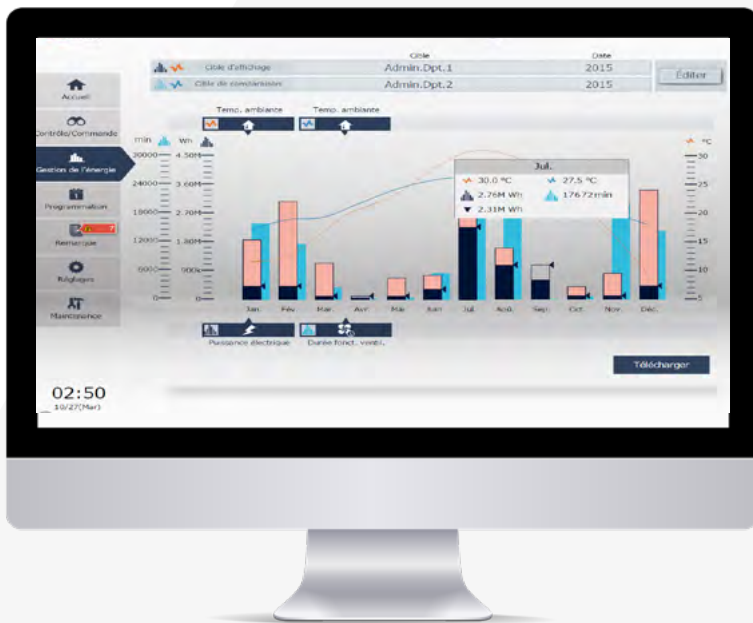 Cible Date
Cible d'affichage Admin.Dpt.1 2015
Cible de comparaison Admin.Dpt.2 2015
Éditer
Accueil
Contrôle/Commande
Gestion de l'énergie
Programmation
Remarque
Réglages
Maintenance
Temp. ambiante Temp. ambiante
min Wh °C
30000 4.50M 30
24000 3.60M 25
18000 2.70M 20
12000 1.80M 15
6000 900k 10
0 0 5
Jul.
30.0 °C 27.5 °C
2.76M Wh 17672min
2.31M Wh
Jan. Fév. Mar. Avr. Mai. Juin Jul. Aoû. Sep. Oct. Nov. Déc.
Puissance électrique Durée fonct. ventil.
Télécharger
02:50
10/27(Mar)